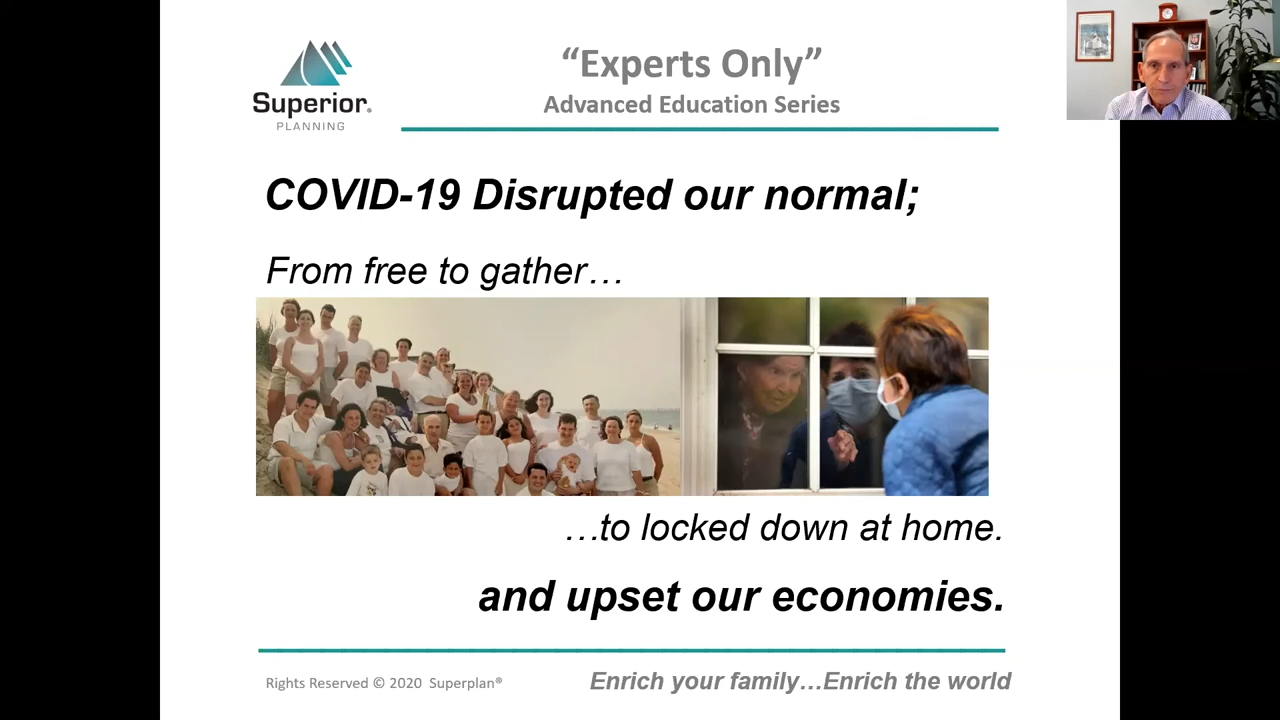 Superior®
PLANNING
“Experts Only”
Advanced Education Series
COVID-19 Disrupted our normal;
From free to gather…
…to locked down at home.
and upset our economies.
Rights Reserved © 2020 Superplan®
Enrich your family…Enrich the world